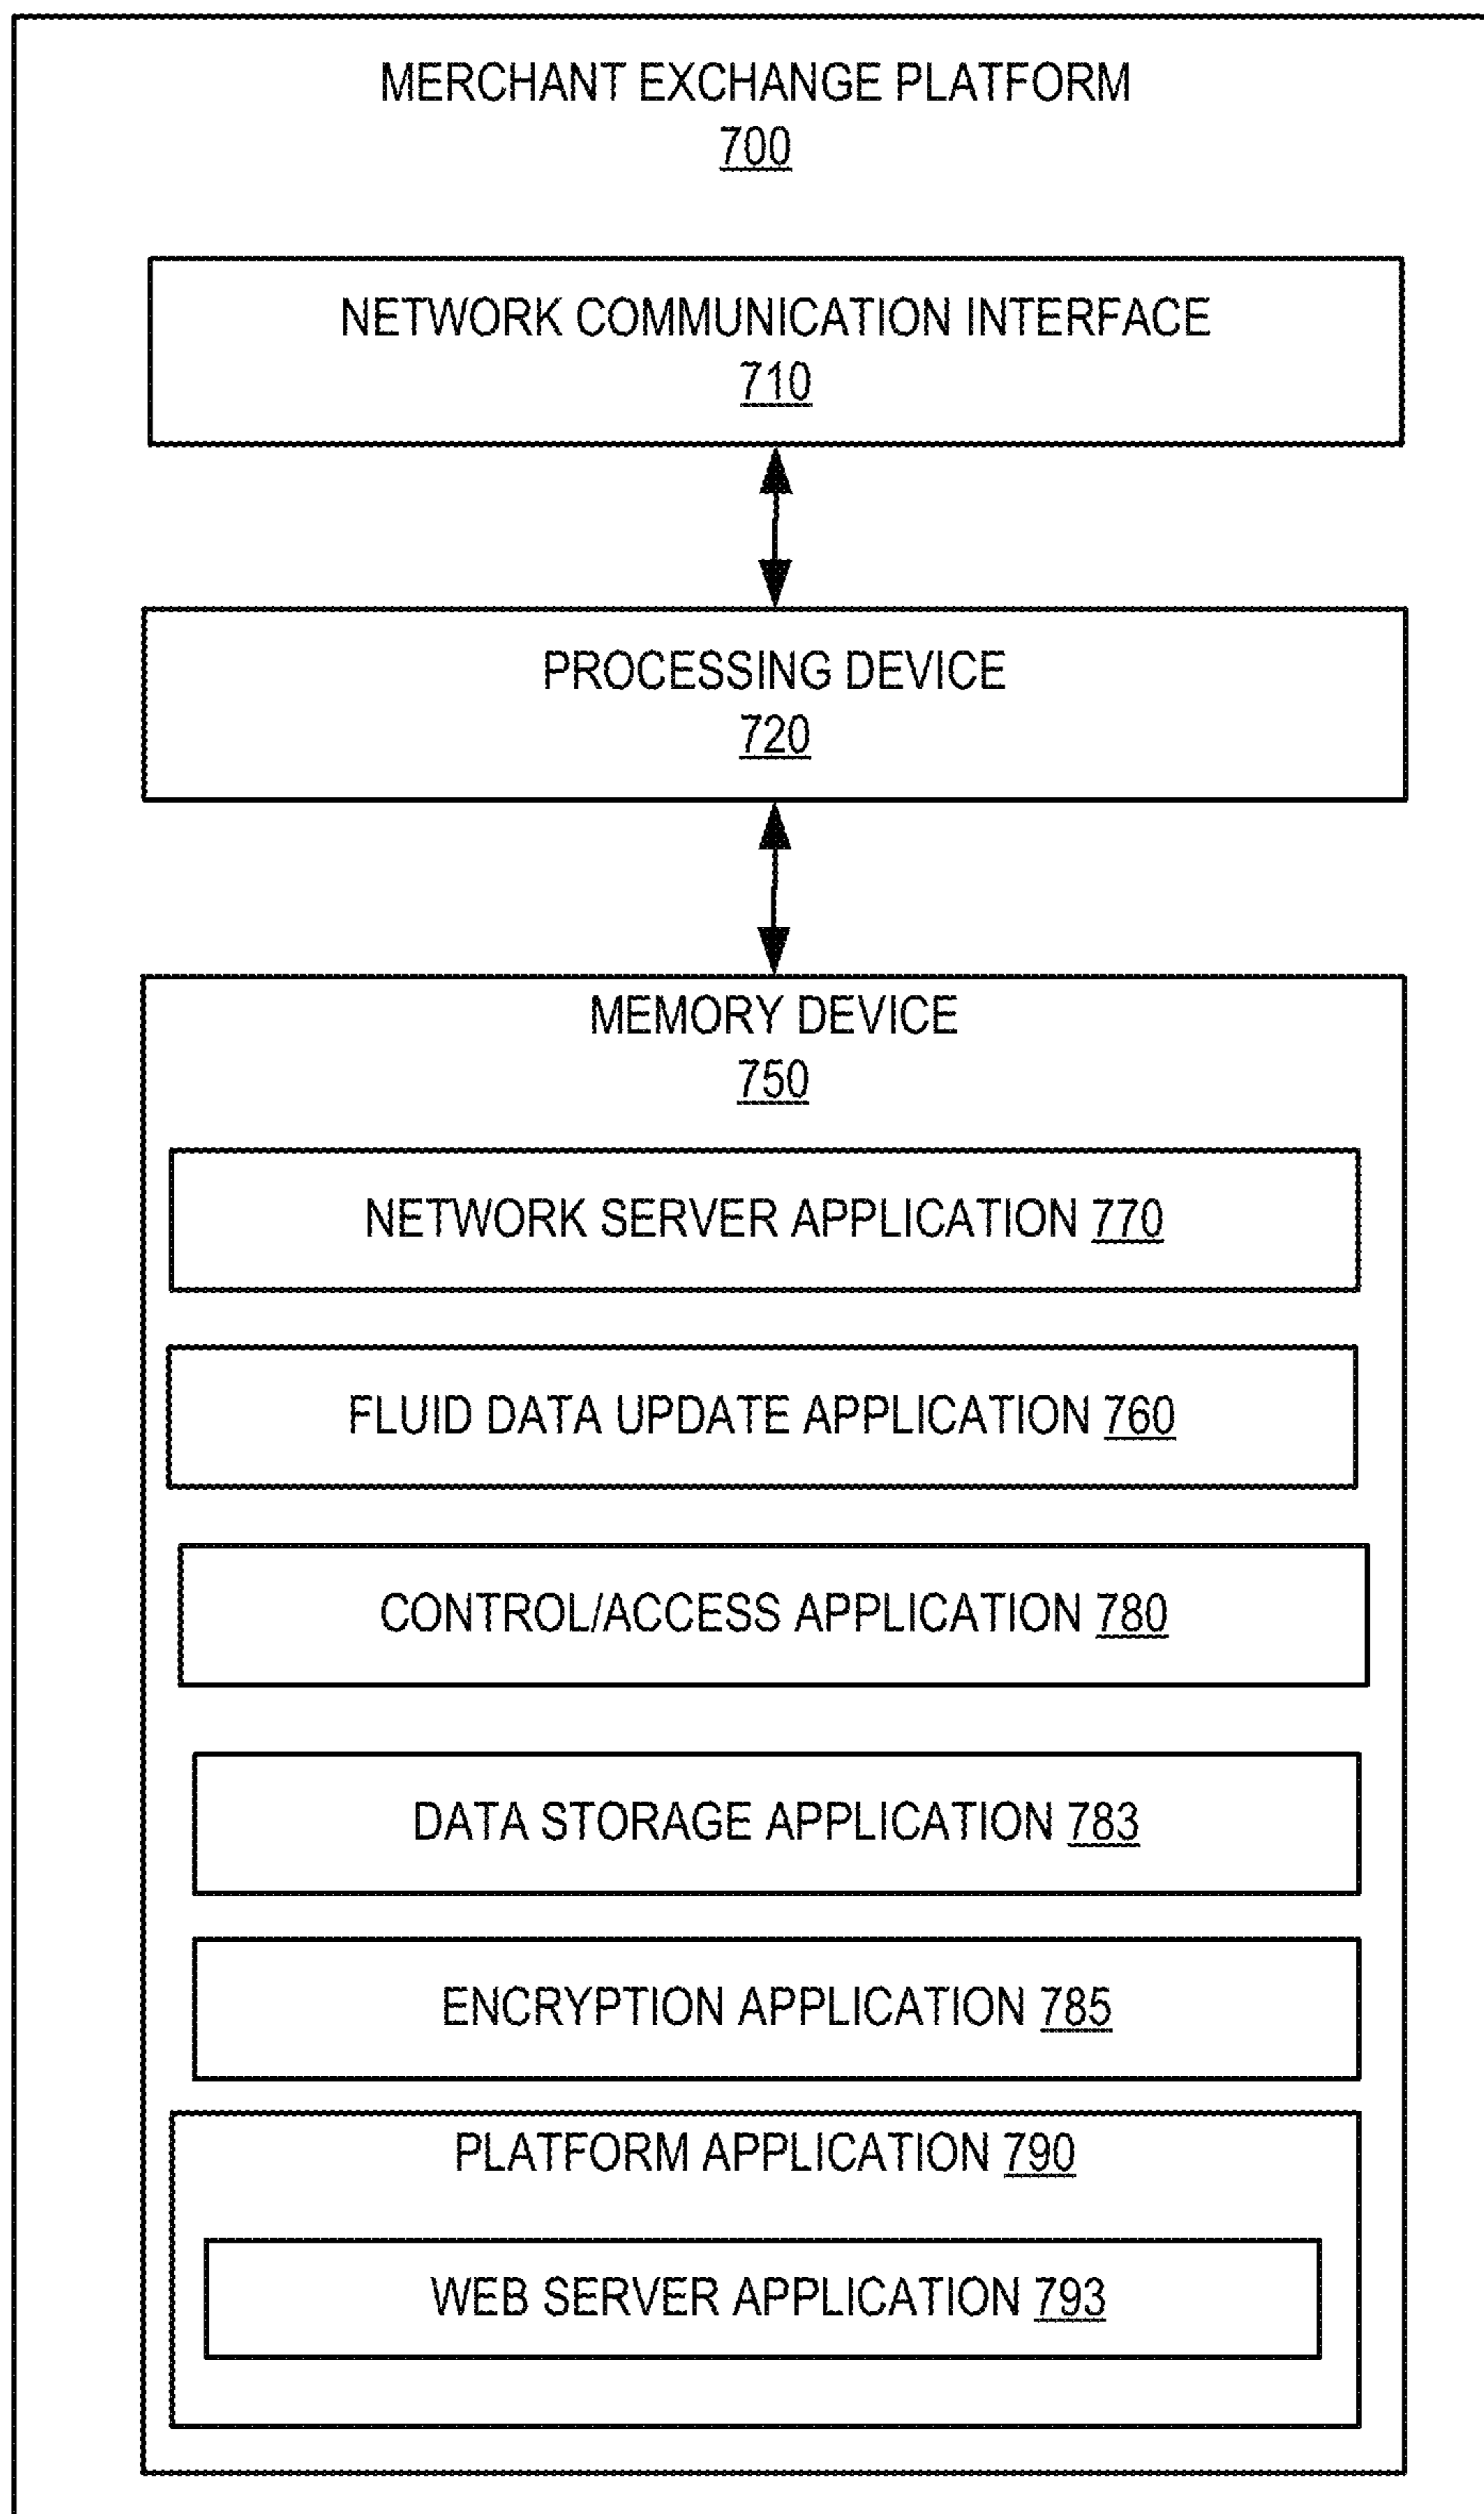 MERCHANT EXCHANGE PLATFORM
700
NETWORK COMMUNICATION INTERFACE
710
PROCESSING DEVICE
720
MEMORY DEVICE
750
NETWORK SERVER APPLICATION 770
FLUID DATA UPDATE APPLICATION 760
CONTROL/ACCESS APPLICATION 780
DATA STORAGE APPLICATION 783
ENCRYPTION APPLICATION 785
PLATFORM APPLICATION 790
WEB SERVER APPLICATION 793